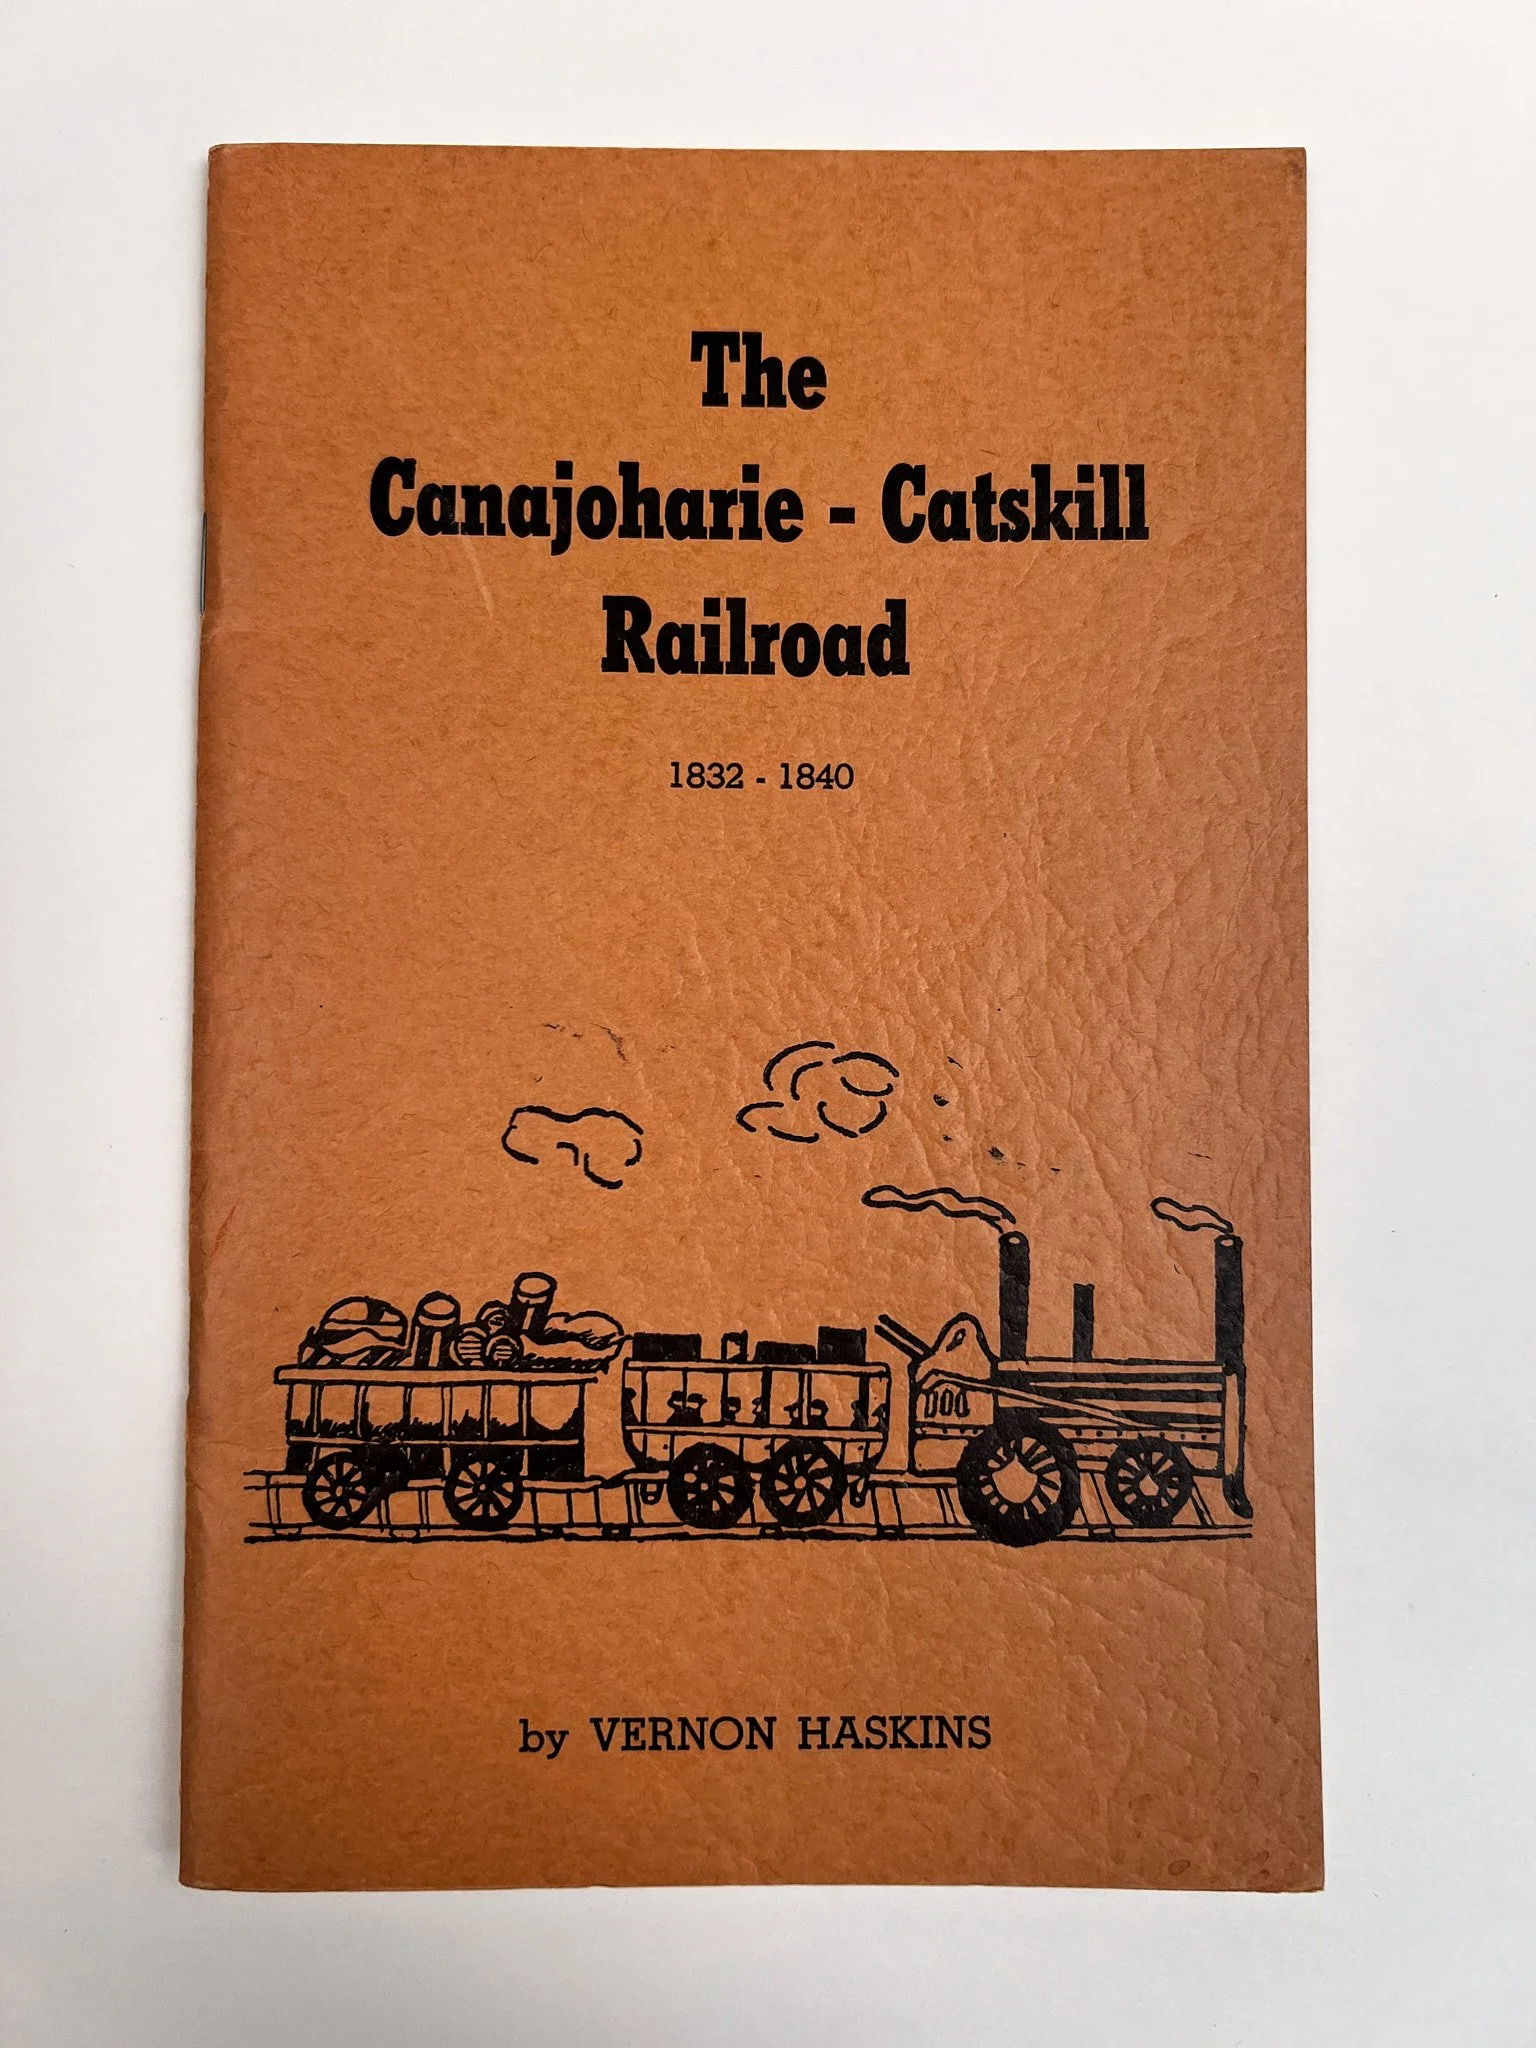 The
Canajoharie - Catskill
Railroad
1832 - 1840
by VERNON HASKINS